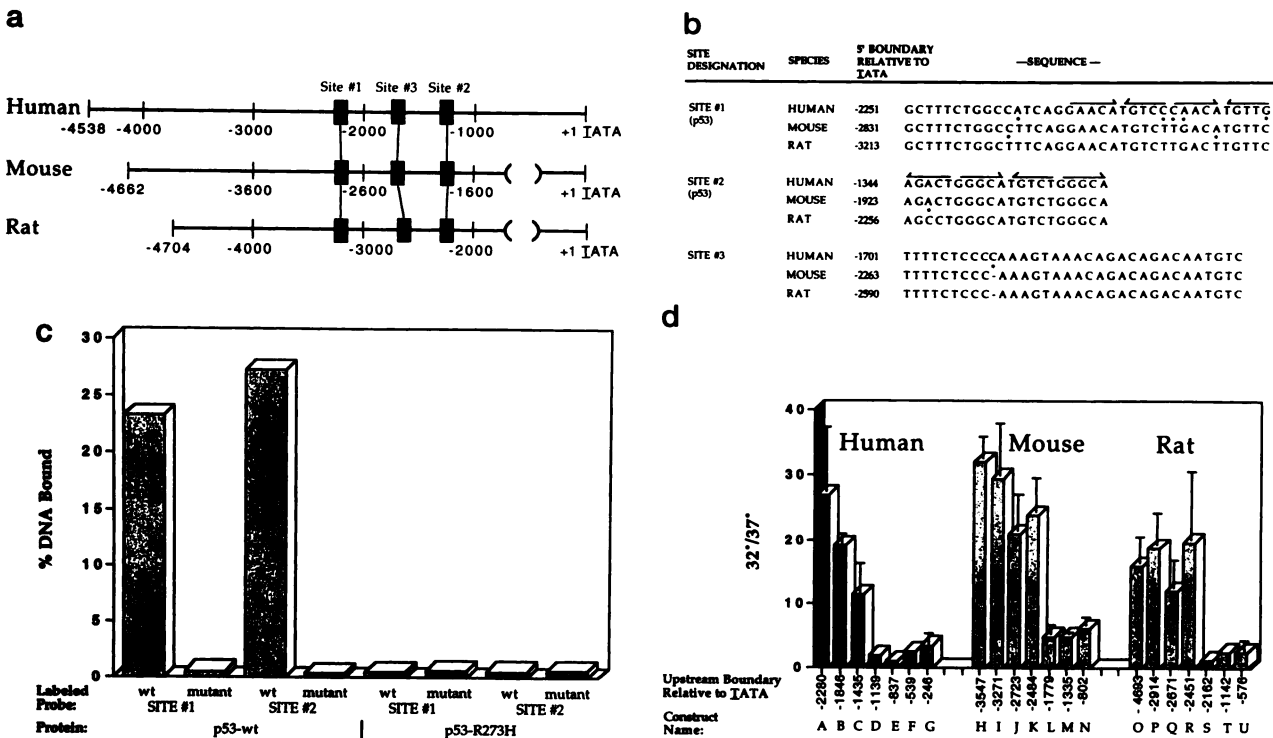 a
Site #1 Site #3 Site #2
Human
-4538 -4000 -3000 -2000 -1000 +1 TATA
Mouse
-4662 -3600 -2600 -1600 +1 TATA
Rat
-4704 -4000 -3000 -2000 +1 TATA
b
SITE DESIGNATION SPECIES 5' BOUNDARY RELATIVE TO TATA —SEQUENCE—
SITE #1 HUMAN -2251 GCTTTCTGGCCATCAGGAACATGTCCCAACATGTTG
(p53) MOUSE -2831 GCTTTCTGGCCTTCAGGAACATGTCTTGACATGTTC
RAT -3213 GCTTTCTGGCTTTCAGGAACATGTCTTGACTTGTTC
SITE #2 HUMAN -1344 AGACTGGGCATGTCTGGGCA
(p53) MOUSE -1923 AGACTGGGCATGTCTGGGCA
RAT -2256 AGCCTGGGCATGTCTGGGCA
SITE #3 HUMAN -1701 TTTTCTCCCCAAAGTAAACAGACAGACAATGTC
MOUSE -2263 TTTTCTCCC-AAAGTAAACAGACAGACAATGTC
RAT -2590 TTTTCTCCC-AAAGTAAACAGACAGACAATGTC
c
% DNA Bound
30
25
20
15
10
5
0
Labeled Probe: wt mutant wt mutant wt mutant wt mutant
SITE #1 SITE #2 SITE #1 SITE #2
Protein: p53-wt p53-R273H
d
32°/37°
40
30
20
10
0
Human Mouse Rat
Upstream Boundary Relative to TATA
-2280 -1846 -1435 -1139 -837 -539 -246 -3547 -3271 -2723 -2484 -1779 -1335 -802 -4693 -2914 -2671 -2451 -2162 -1142 -576
Construct Name: A B C D E F G H I J K L M N O P Q R S T U